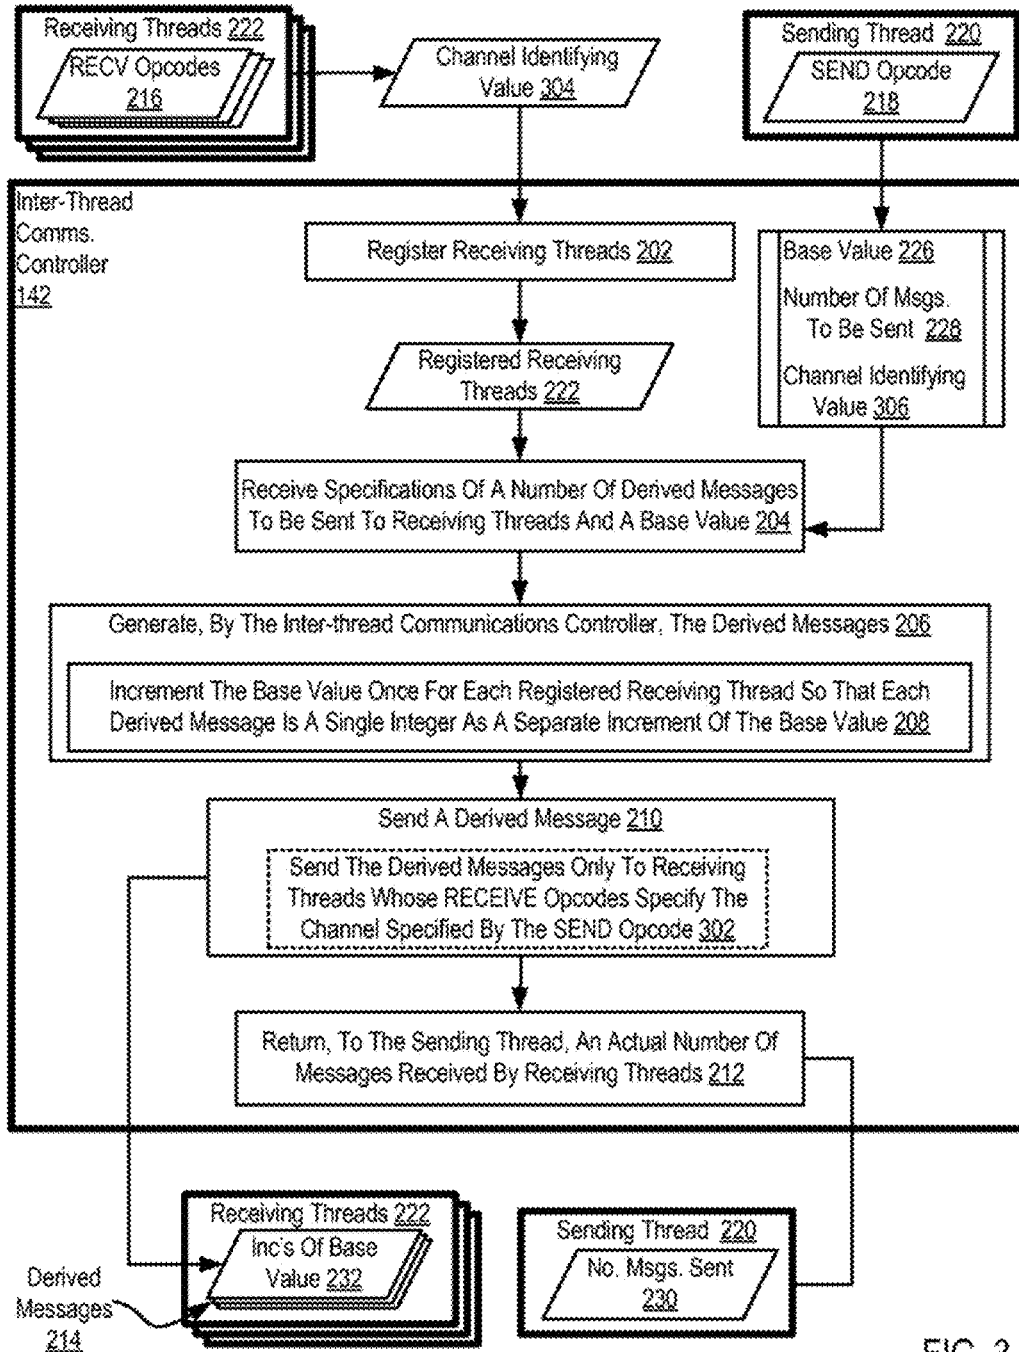 Receiving Threads 222
RECV Opcodes
216
Channel Identifying
Value 304
Sending Thread 220
SEND Opcode
218
Inter-Thread
Comms.
Controller
142
Register Receiving Threads 202
Base Value 226
Number Of Msgs.
To Be Sent 228
Channel Identifying
Value 306
Registered Receiving
Threads 222
Receive Specifications Of A Number Of Derived Messages
To Be Sent To Receiving Threads And A Base Value 204
Generate, By The Inter-thread Communications Controller, The Derived Messages 206
Increment The Base Value Once For Each Registered Receiving Thread So That Each
Derived Message Is A Single Integer As A Separate Increment Of The Base Value 208
Send A Derived Message 210
Send The Derived Messages Only To Receiving
Threads Whose RECEIVE Opcodes Specify The
Channel Specified By The SEND Opcode 302
Return, To The Sending Thread, An Actual Number Of
Messages Received By Receiving Threads 212
Receiving Threads 222
Inc's Of Base
Value 232
Derived
Messages
214
Sending Thread 220
No. Msgs. Sent
230
FIG.